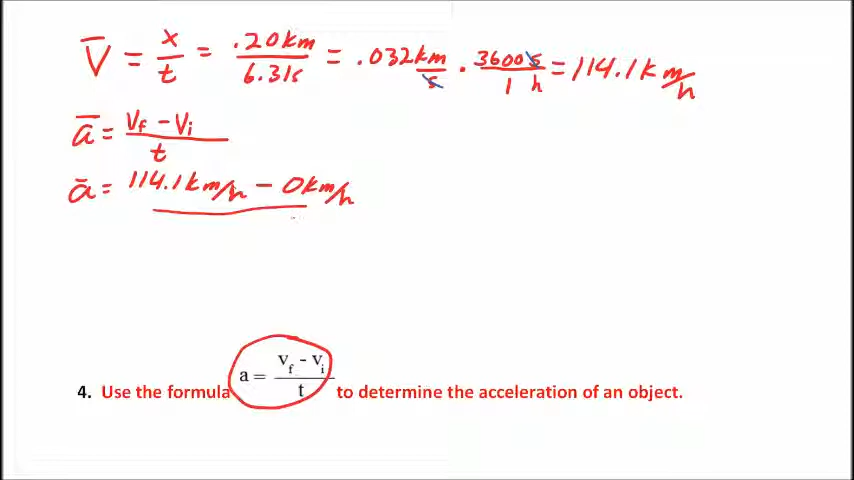 V̅ = x/t = .20km/6.31s = .032km/s · 3600s/1h = 114.1km/h
a̅ = Vf - Vi / t
a̅ = 114.1km/h - 0km/h
4. Use the formula a = vf - vi / t to determine the acceleration of an object.